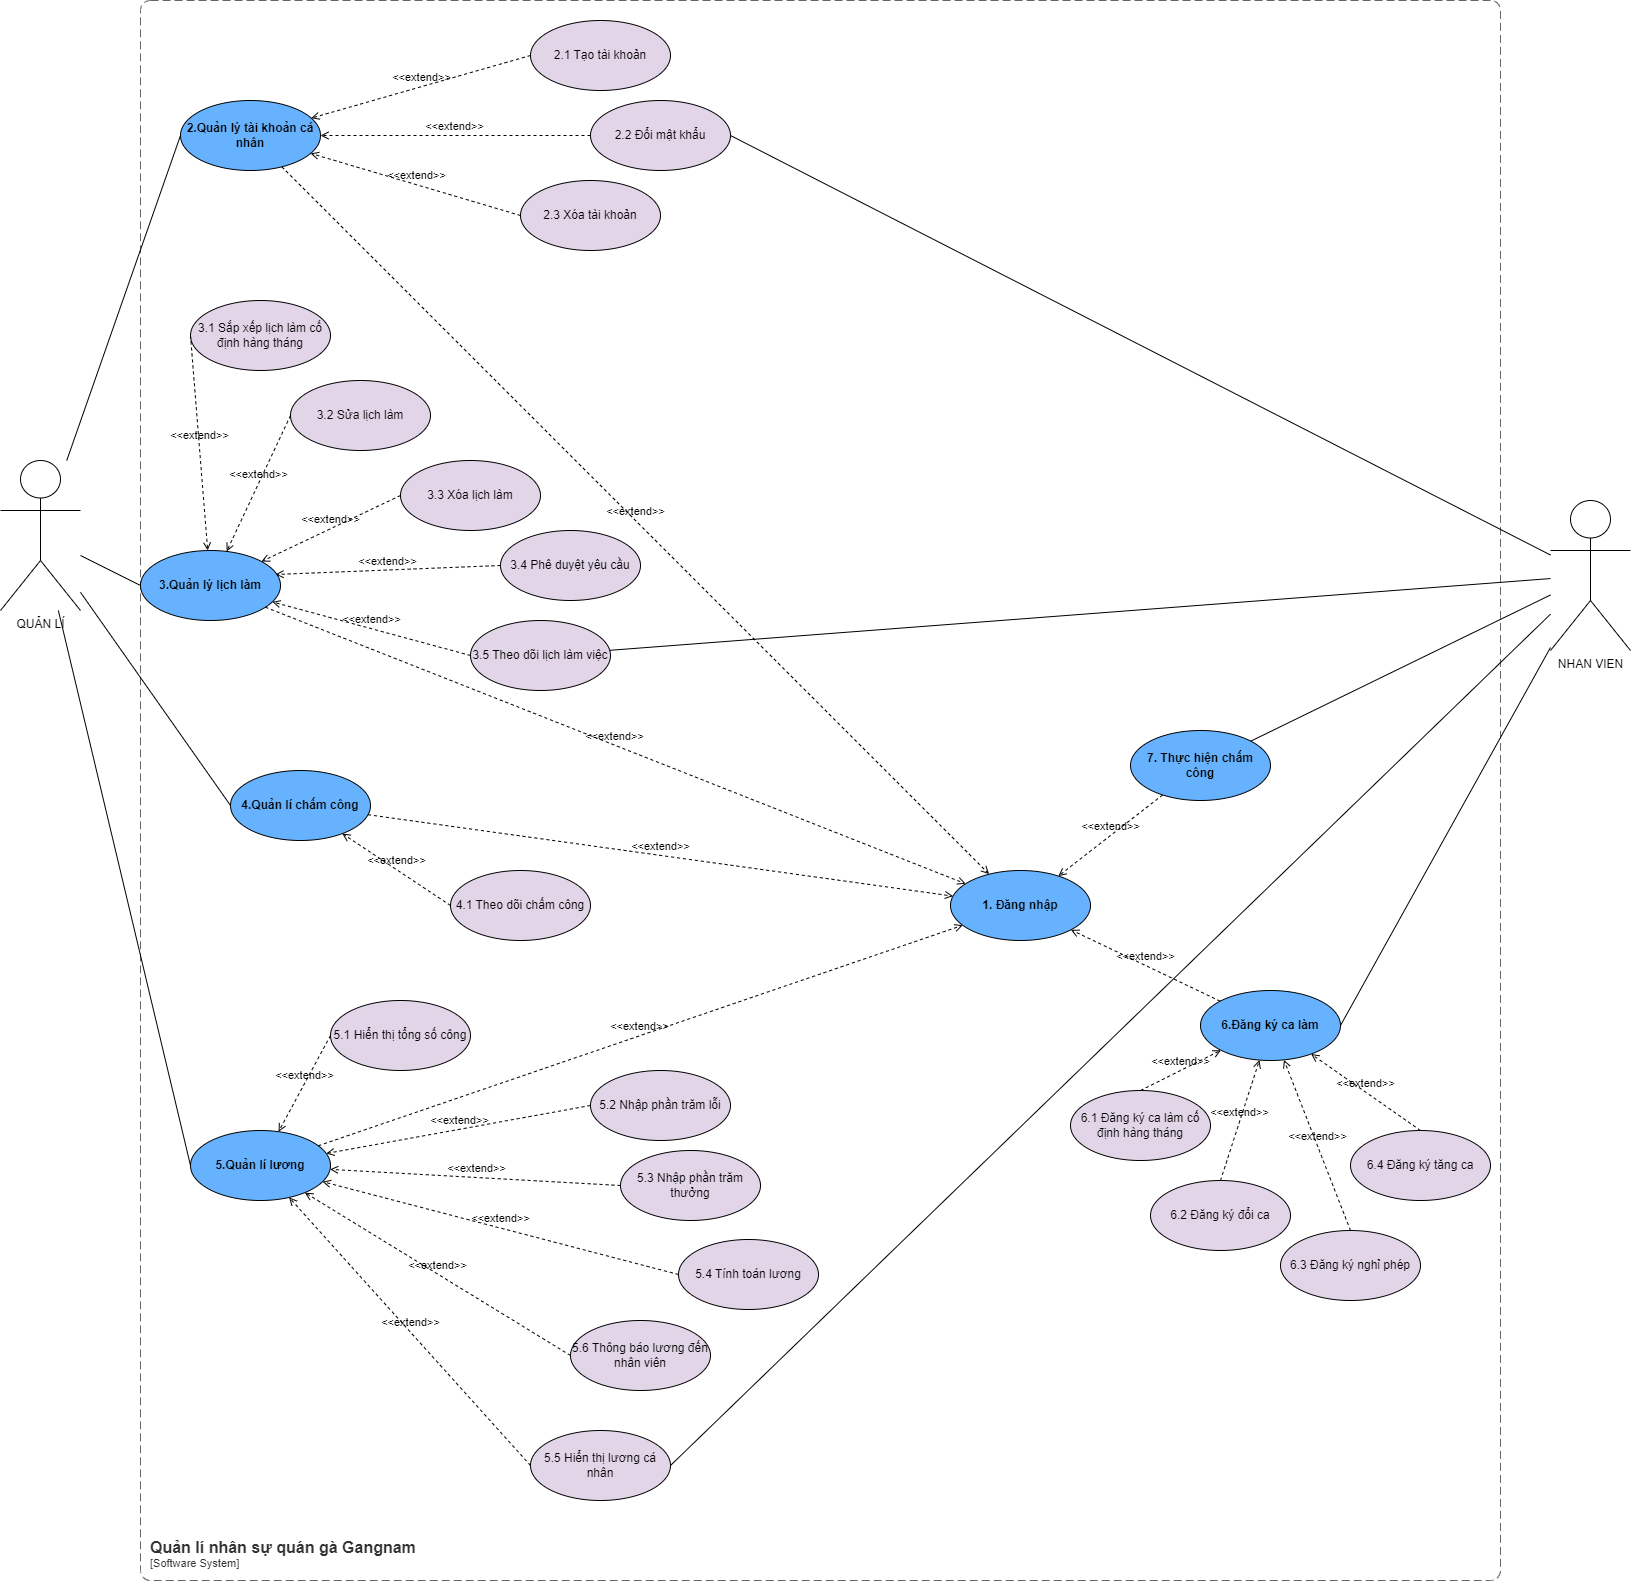 2.1 Tạo tài khoản
<<extend>>
2.Quản lý tài khoản cá
nhân
<<extend>>
2.2 Đổi mật khẩu
<<extend>>
2.3 Xóa tài khoản
3.1 Sắp xếp lịch làm cố
định hàng tháng
3.2 Sửa lịch làm
<<extend>>
<<extend>>
3.3 Xóa lịch làm
<<extend>>
<<extend>>
<<extend>>
3.4 Phê duyệt yêu cầu
3.Quản lý lịch làm
QUẢN LÍ
<<extend>>
3.5 Theo dõi lịch làm việc
NHAN VIEN
<<extend>>
7. Thực hiện chấm
công
4.Quản lí chấm công
<<extend>>
<<extend>>
<<extend>>
4.1 Theo dõi chấm công
1. Đăng nhập
<<extend>>
<<extend>>
6.Đăng ký ca làm
5.1 Hiển thị tổng số công
<<extend>>
<<extend>>
<<extend>>
5.2 Nhập phần trăm lỗi
<<extend>>
6.1 Đăng ký ca làm cố
định hàng tháng
<<extend>>
<<extend>>
<<extend>>
5.Quản lí lương
<<extend>>
5.3 Nhập phần trăm
thưởng
6.4 Đăng ký tăng ca
6.2 Đăng ký đổi ca
<<extend>>
6.3 Đăng ký nghỉ phép
<<extend>>
5.4 Tính toán lương
<<extend>>
5.6 Thông báo lương đến
nhân viên
5.5 Hiển thị lương cá
nhân
Quản lí nhân sự quán gà Gangnam
[Software System]